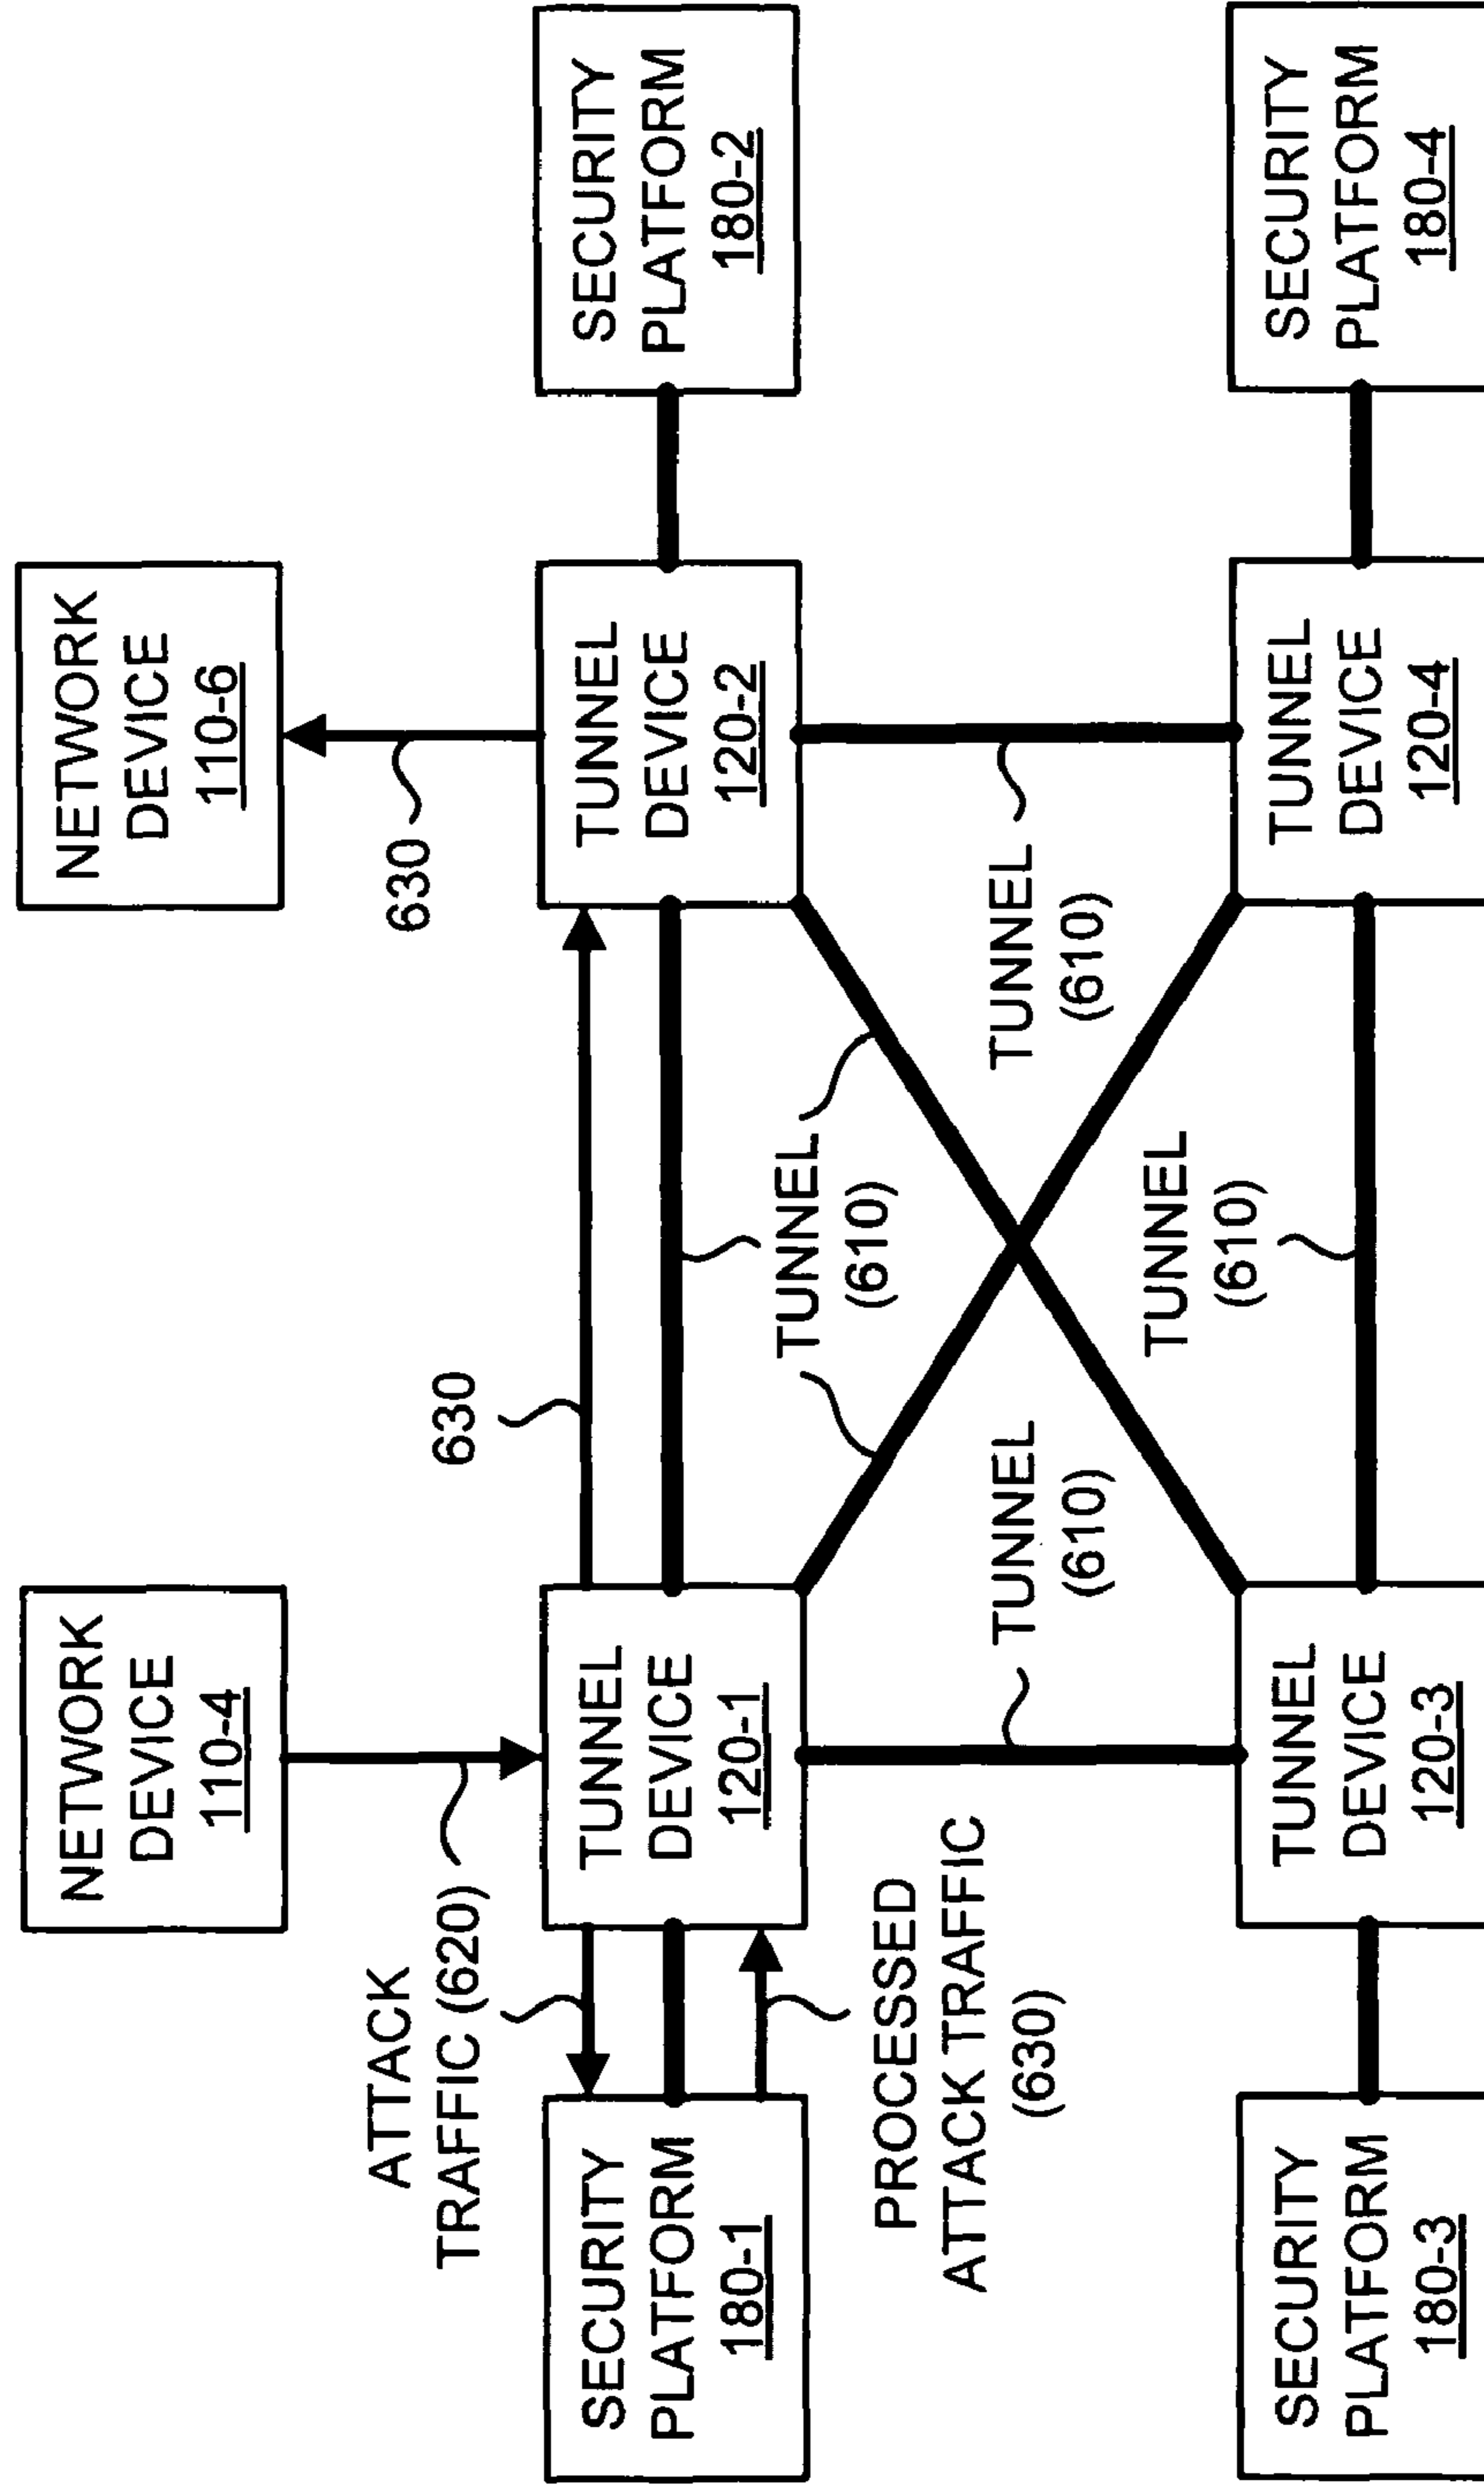 NETWORK
DEVICE
110-4
NETWORK
DEVICE
110-6
ATTACK
TRAFFIC (620)
630
630
SECURITY
PLATFORM
180-1
TUNNEL
DEVICE
120-1
TUNNEL
DEVICE
120-2
SECURITY
PLATFORM
180-2
PROCESSED
ATTACK TRAFFIC
(630)
TUNNEL
(610)
TUNNEL
(610)
TUNNEL
(610)
TUNNEL
(610)
SECURITY
PLATFORM
180-3
TUNNEL
DEVICE
120-3
TUNNEL
DEVICE
120-4
SECURITY
PLATFORM
180-4